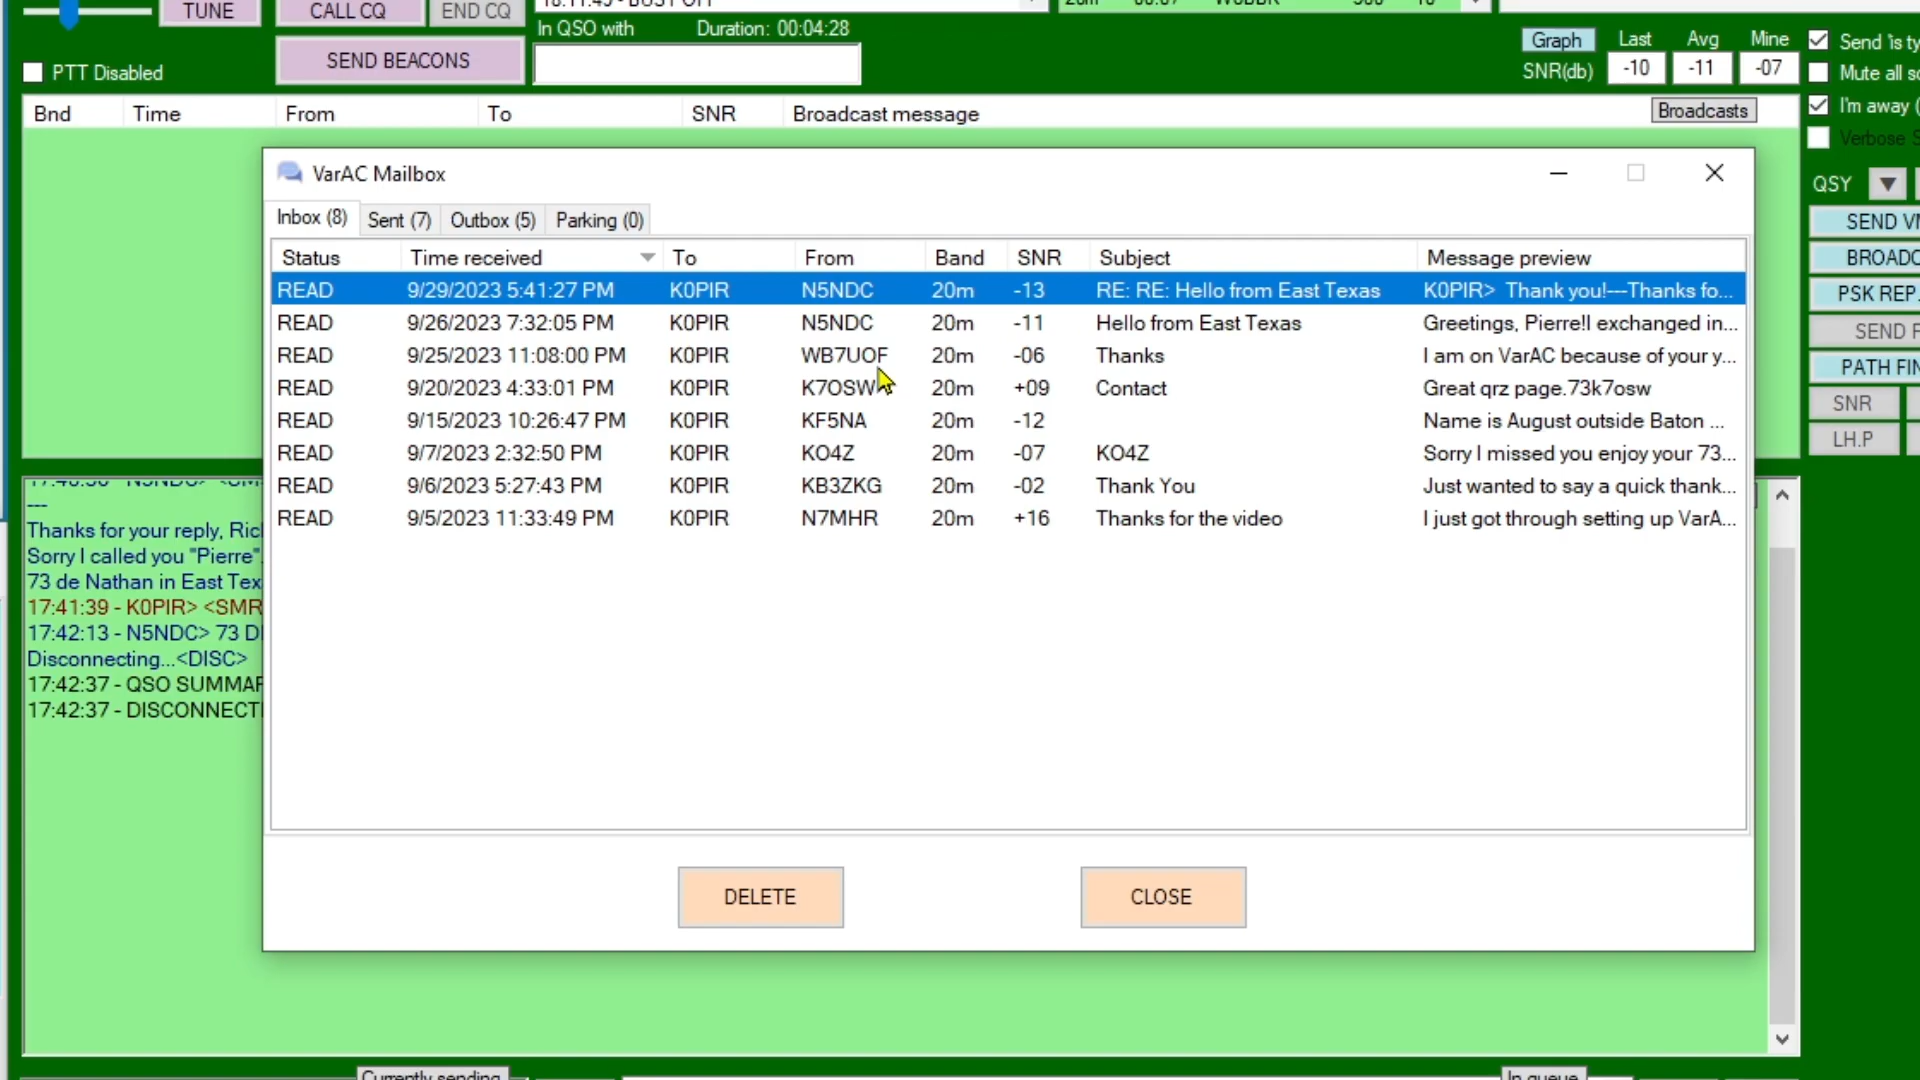 TUNE CALL CQ END CQ
In QSO with Duration: 00:04:28
PTT Disabled SEND BEACONS
Graph Last Avg Mine Send 'is ty
SNR(db) -10 -11 -07 Mute all
I'm away (
Bnd Time From To SNR Broadcast message Broadcasts
Verbose
QSY
SEND
BROADC
PSK REP.
SEND
PATH FIN
SNR
LH.P
VarAC Mailbox
Inbox (8) Sent (7) Outbox (5) Parking (0)
Status Time received To From Band SNR Subject Message preview
READ 9/29/2023 5:41:27 PM K0PIR N5NDC 20m -13 RE: RE: Hello from East Texas K0PIR> Thank you!---Thanks fo...
READ 9/26/2023 7:32:05 PM K0PIR N5NDC 20m -11 Hello from East Texas Greetings, Pierre!I exchanged in...
READ 9/25/2023 11:08:00 PM K0PIR WB7UOF 20m -06 Thanks I am on VarAC because of your y...
READ 9/20/2023 4:33:01 PM K0PIR K7OSW 20m +09 Contact Great qrz page.73k7osw
READ 9/15/2023 10:26:47 PM K0PIR KF5NA 20m -12 Name is August outside Baton ...
READ 9/7/2023 2:32:50 PM K0PIR KO4Z 20m -07 KO4Z Sorry I missed you enjoy your 73...
READ 9/6/2023 5:27:43 PM K0PIR KB3ZKG 20m -02 Thank You Just wanted to say a quick thank...
READ 9/5/2023 11:33:49 PM K0PIR N7MHR 20m +16 Thanks for the video I just got through setting up VarA...
DELETE CLOSE
---
Thanks for your reply, Ric
Sorry I called you "Pierre"
73 de Nathan in East Tex
17:41:39 - K0PIR> <SMR
17:42:13 - N5NDC> 73 D
Disconnecting...<DISC>
17:42:37 - QSO SUMMAR
17:42:37 - DISCONNECTI
Currently sending In queue